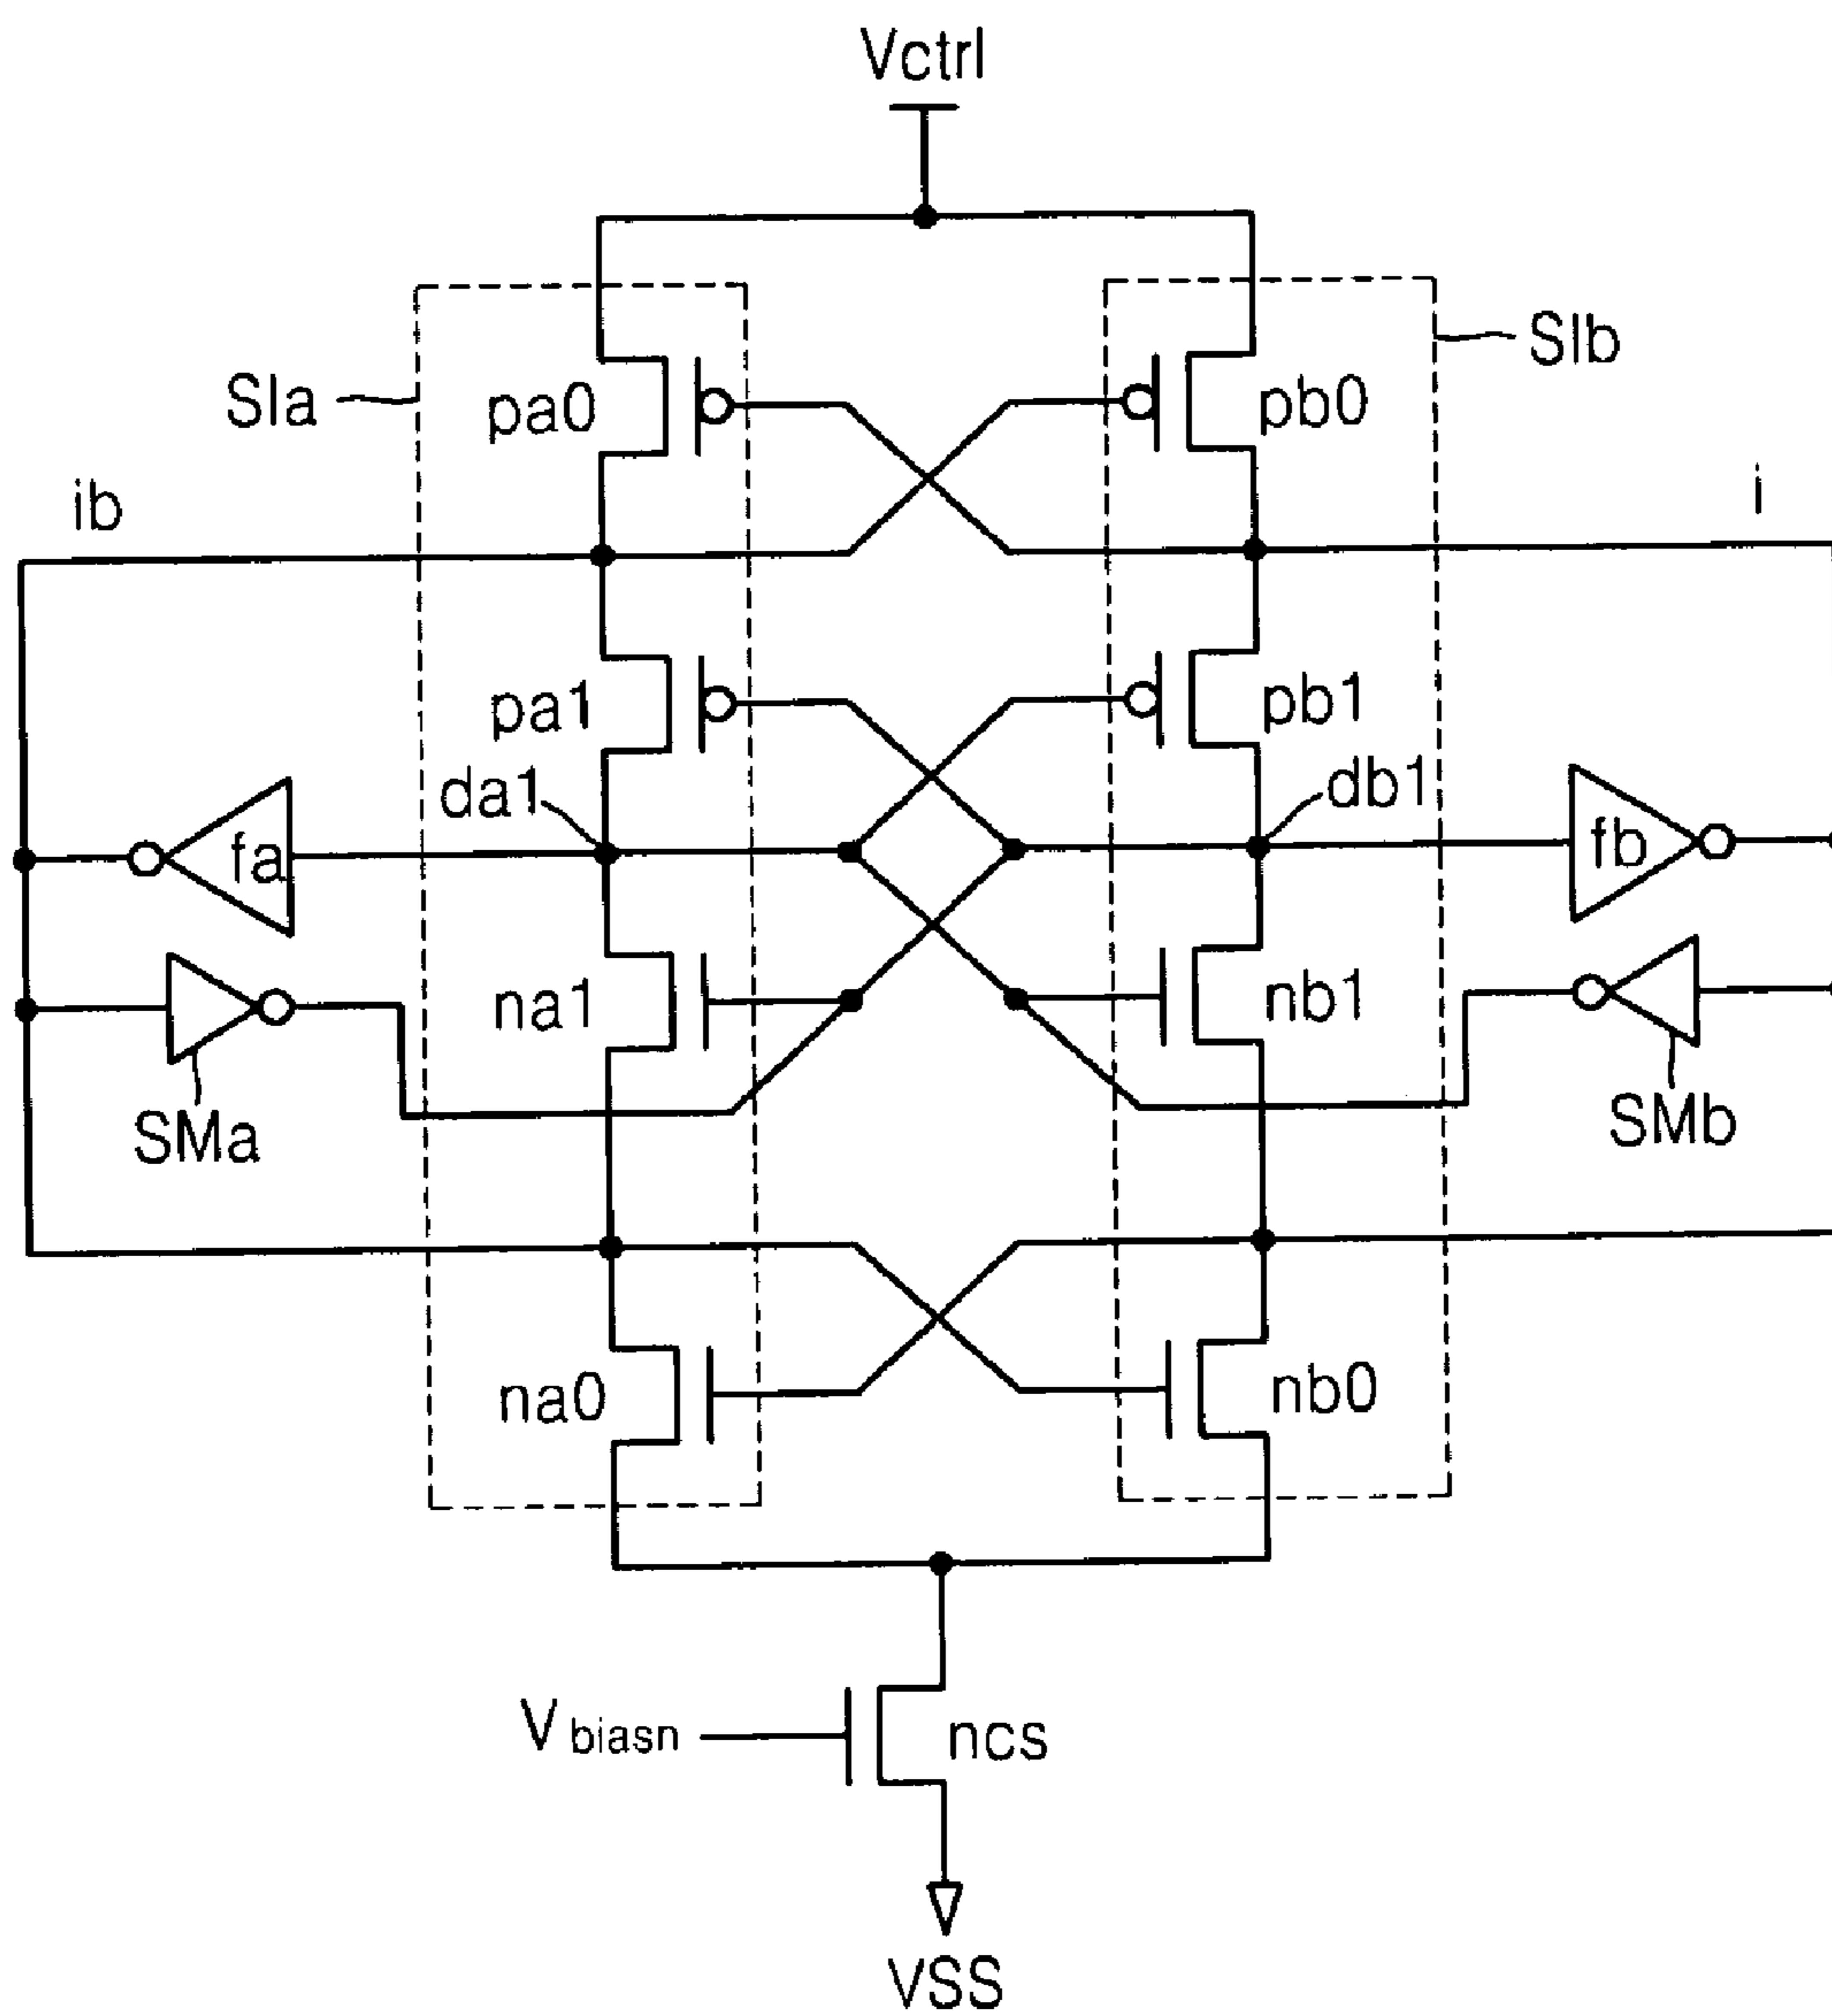 Vctrl
SIa
pa0
pb0
SIb
ib
i
pa1
pb1
da1
db1
fa
fb
na1
nb1
SMa
SMb
na0
nb0
Vbiasn
ncs
VSS